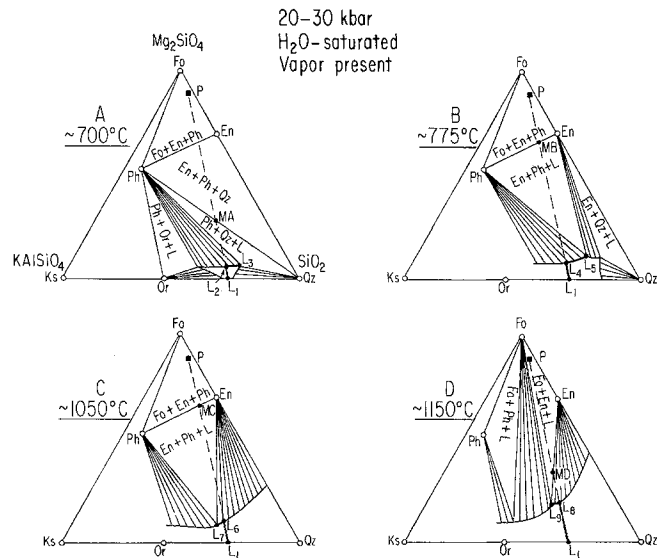 20-30 kbar
H₂O-saturated
Vapor present
Mg₂SiO₄
Fo
P
A
~700°C
En
Fo+En+Ph
Ph
En+Ph+Qz
MA
Ph+Qz+L
Ph+Or+L
KAlSiO₄
SiO₂
L₃
Ks
Or
L₂
L₁
Qz
Fo
P
B
~775°C
En
Fo+En+Ph
MB
Ph
En+Ph+L
En+Qz+L
L₅
L₄
Ks
Or
L₁
Qz
Fo
P
C
~1050°C
En
Fo+En+Ph
MC
Ph
En+Ph+L
L₆
L₇
Ks
Or
L₁
Qz
Fo
P
D
~1150°C
En
Fo+Ph+L
Fo+En+L
Ph
MD
L₉
L₈
Ks
Or
L₁
Qz